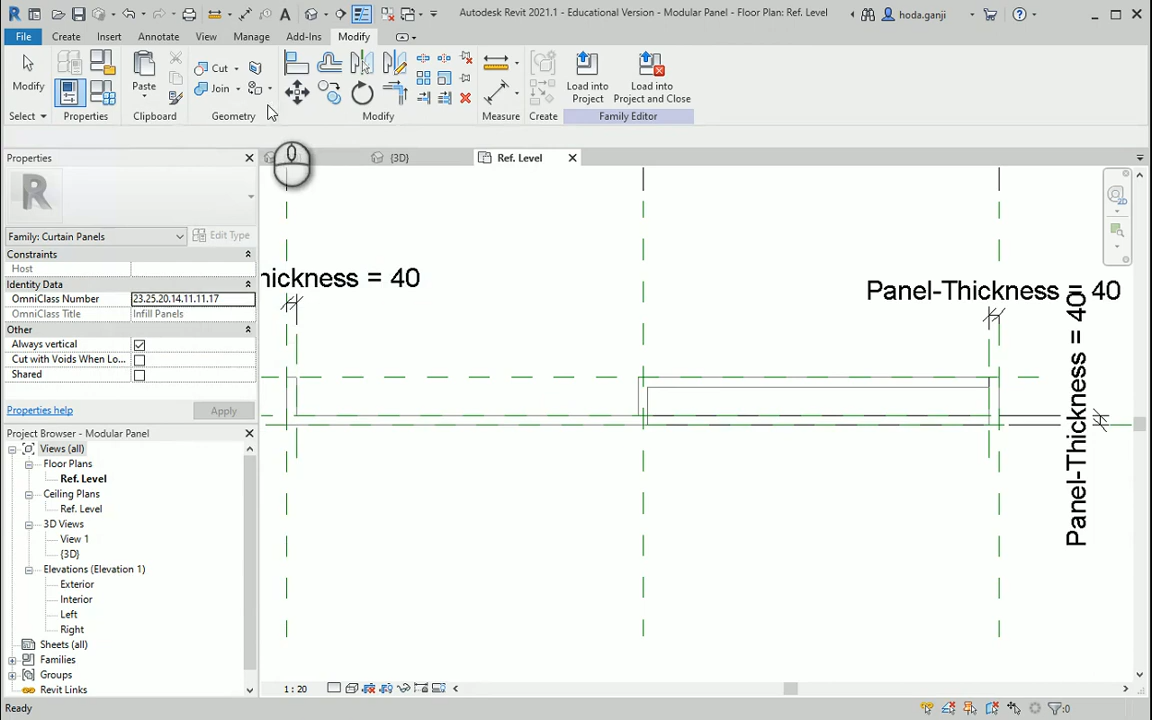 Autodesk Revit 2021.1 - Educational Version - Modular Panel - Floor Plan: Ref. Level
hoda.ganji
File Create Insert Annotate View Manage Add-Ins Modify
Modify
Paste
Cut
Join
Load into Project
Load into Project and Close
Select Properties Clipboard Geometry Modify Measure Create Family Editor
Properties
{3D}
Ref. Level
Family: Curtain Panels
Edit Type
Constraints
Host
Identity Data
OmniClass Number 23.25.20.14.11.11.17
OmniClass Title Infill Panels
Other
Always vertical
Cut with Voids When Lo...
Shared
Properties help
Apply
Project Browser - Modular Panel
Views (all)
Floor Plans
Ref. Level
Ceiling Plans
Ref. Level
3D Views
View 1
{3D}
Elevations (Elevation 1)
Exterior
Interior
Left
Right
Sheets (all)
Families
Groups
Revit Links
hickness = 40
Panel-Thickness = 40
Panel-Thickness = 40
2D
1 : 20
Ready
:0